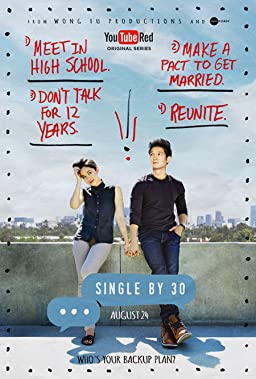 FROM WONG FU PRODUCTIONS AND
YouTube Red
ORIGINAL SERIES
1) MEET IN
HIGH SCHOOL.
2) MAKE A
PACT TO GET
MARRIED.
3) DON'T TALK
FOR 12
YEARS.
4) REUNITE.
SINGLE BY 30
AUGUST 24
WHO'S YOUR BACKUP PLAN?